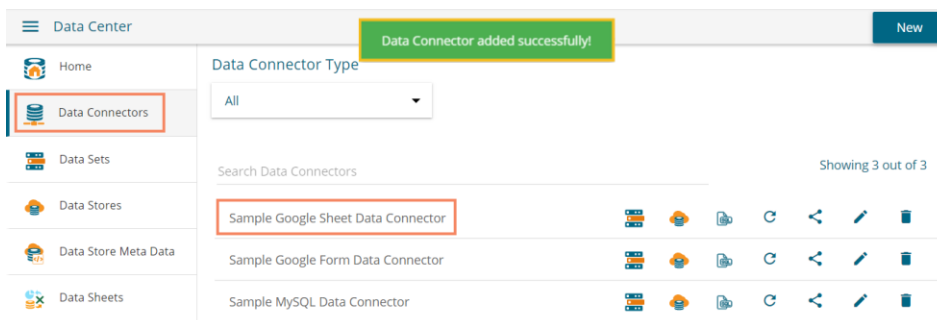 Data Center
Data Connector added successfully!
New
Home
Data Connectors
Data Sets
Data Stores
Data Store Meta Data
Data Sheets
Data Connector Type
All
Search Data Connectors
Showing 3 out of 3
Sample Google Sheet Data Connector
Sample Google Form Data Connector
Sample MySQL Data Connector